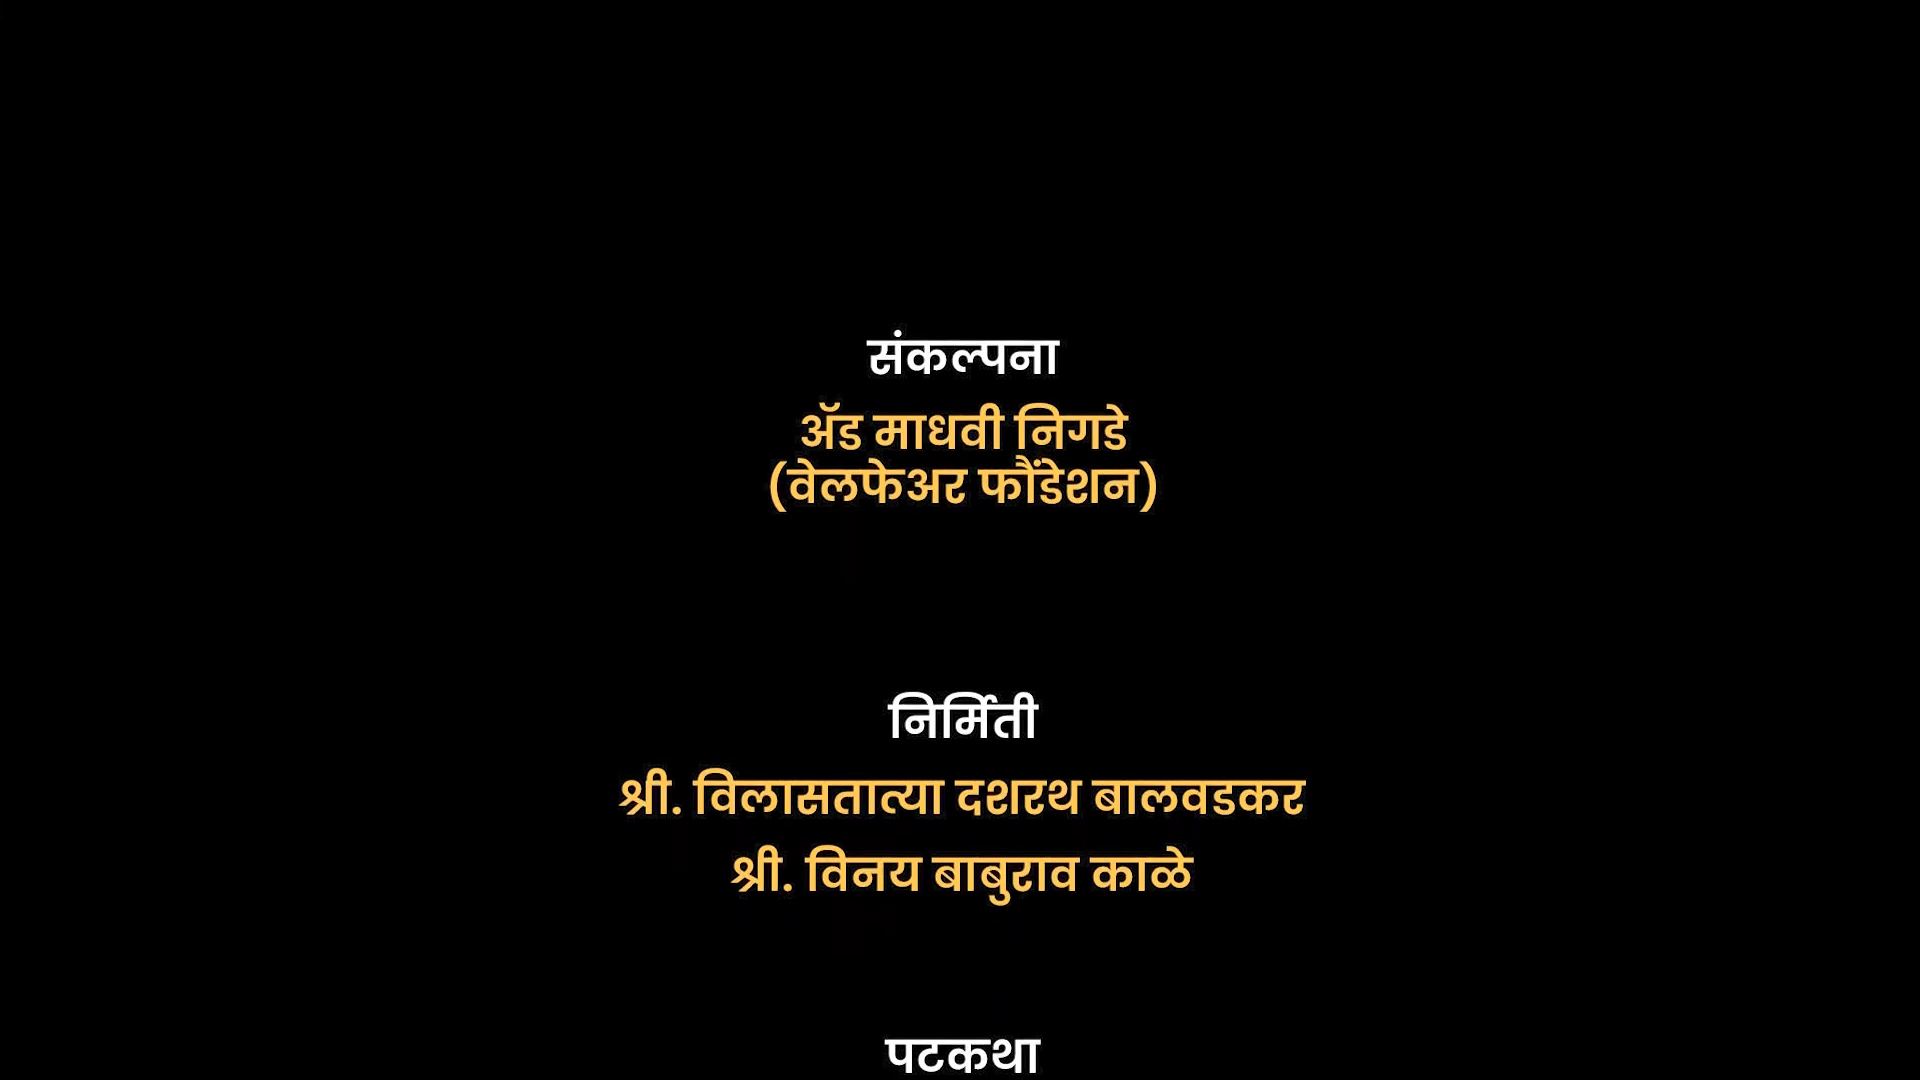 संकल्पना
ॲड माधवी निगडे
(वेलफेअर फौंडेशन)
निर्मिती
श्री. विलासतात्या दशरथ बालवडकर
श्री. विनय बाबुराव काळे
पटकथा